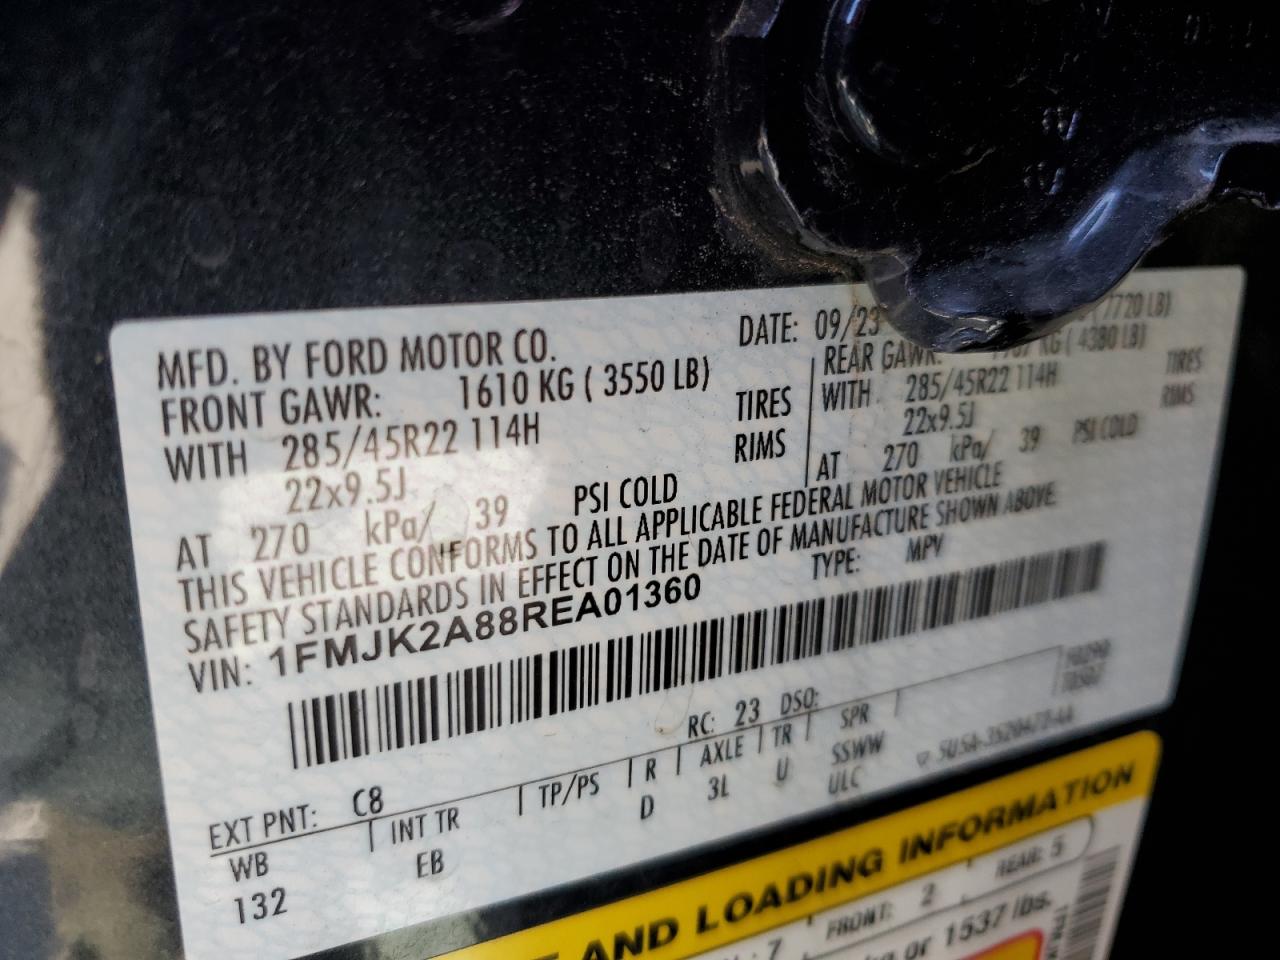 MFD. BY FORD MOTOR CO.
DATE: 09/23
(7720 LB)
FRONT GAWR: 1610 KG ( 3550 LB)
REAR GAWR: KG ( 4380 LB)
WITH 285/45R22 114H TIRES
WITH 285/45R22 114H TIRES
22x9.5J RIMS
22x9.5J RIMS
AT 270 kPa/ 39 PSI COLD
AT 270 kPa/ 39 PSI COLD
THIS VEHICLE CONFORMS TO ALL APPLICABLE FEDERAL MOTOR VEHICLE
SAFETY STANDARDS IN EFFECT ON THE DATE OF MANUFACTURE SHOWN ABOVE.
VIN: 1FMJK2A88REA01360
TYPE: MPV
EXT PNT: C8
RC: 23 DSO:
WB INT TR TP/PS R AXLE TR SPR
132 EB D 3L U SSWW
ULC
AND LOADING INFORMATION
7 FRONT: 2 REAR: 5
or 1537 lbs.